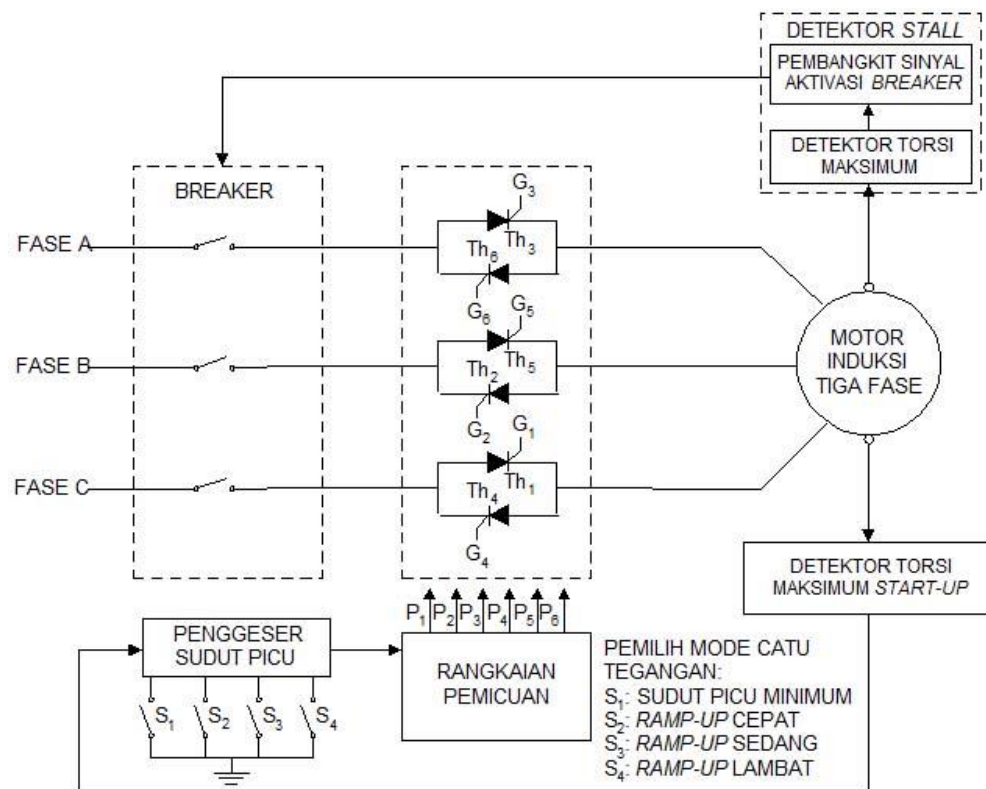 DETEKTOR STALL
PEMBANGKIT SINYAL
AKTIVASI BREAKER
DETEKTOR TORSI
MAKSIMUM
BREAKER
FASE A
G₃
Th₃
Th₆
G₆
FASE B
G₅
Th₅
Th₂
G₂
FASE C
G₁
Th₁
Th₄
G₄
MOTOR
INDUKSI
TIGA FASE
DETEKTOR TORSI
MAKSIMUM START-UP
P₁ P₂ P₃ P₄ P₅ P₆
PENGGESER
SUDUT PICU
S₁ S₂ S₃ S₄
RANGKAIAN
PEMICUAN
PEMILIH MODE CATU
TEGANGAN:
S₁: SUDUT PICU MINIMUM
S₂: RAMP-UP CEPAT
S₃: RAMP-UP SEDANG
S₄: RAMP-UP LAMBAT